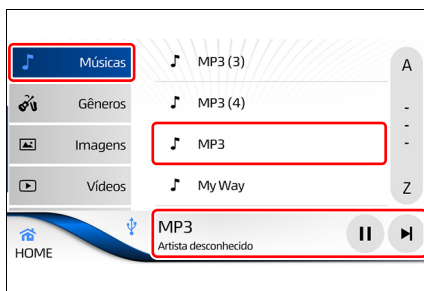 Músicas
Gêneros
Imagens
Vídeos
MP3 (3)
MP3 (4)
MP3
My Way
A
-
-
-
Z
HOME
MP3
Artista desconhecido